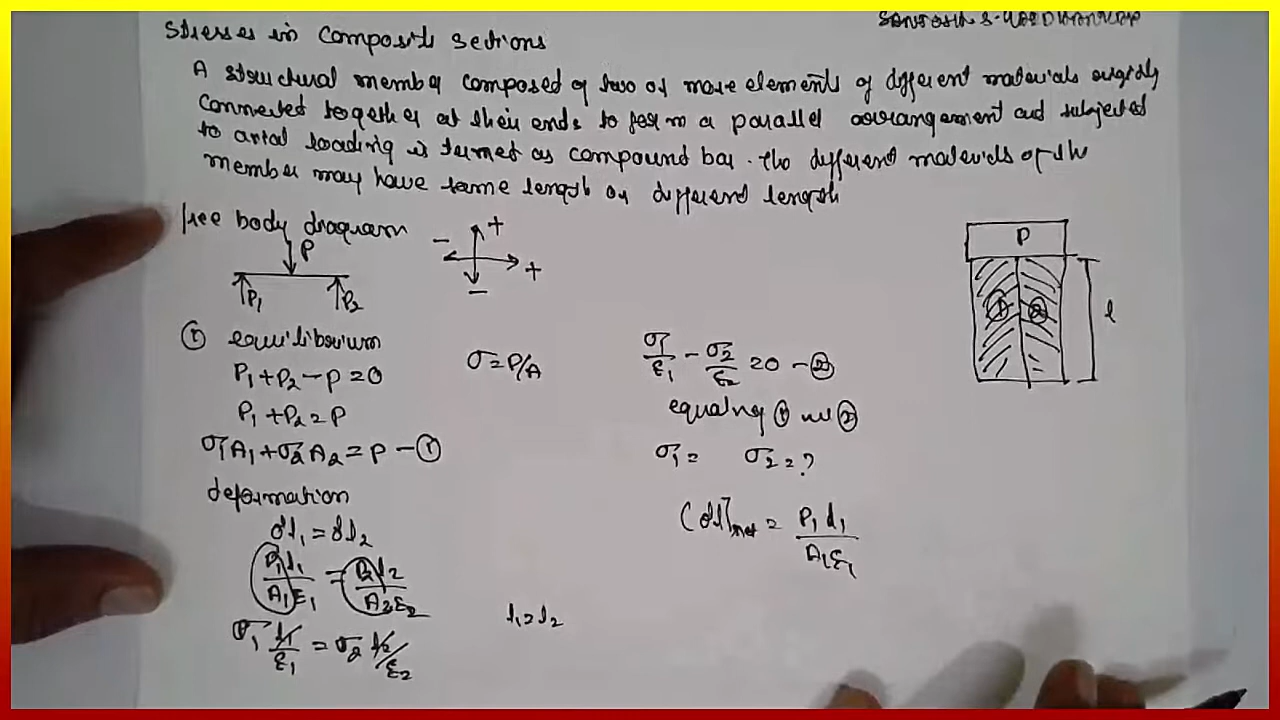 Stresses in composite sections
A structural member composed of two or more elements of different materials rigidly
connected together at their ends to form a parallel arrangement and subjected
to axial loading is termed as compound bar. The different materials of the
member may have same length or different length
free body diagram
P
P₁ P₂
+
- +
-
P
① ②
l
① equilibrium
P₁+P₂-P=0
P₁+P₂=P
σ₁A₁+σ₂A₂=P-①
σ=P/A
deformation
δl₁=δl₂
P₁l₁/A₁E₁ = P₂l₂/A₂E₂
σ₁ l₁/E₁ = σ₂ l₂/E₂
l₁=l₂
σ₁/E₁ - σ₂/E₂ =0 -②
equating ① and ②
σ₁= σ₂=?
(δl)net = P₁l₁/A₁E₁